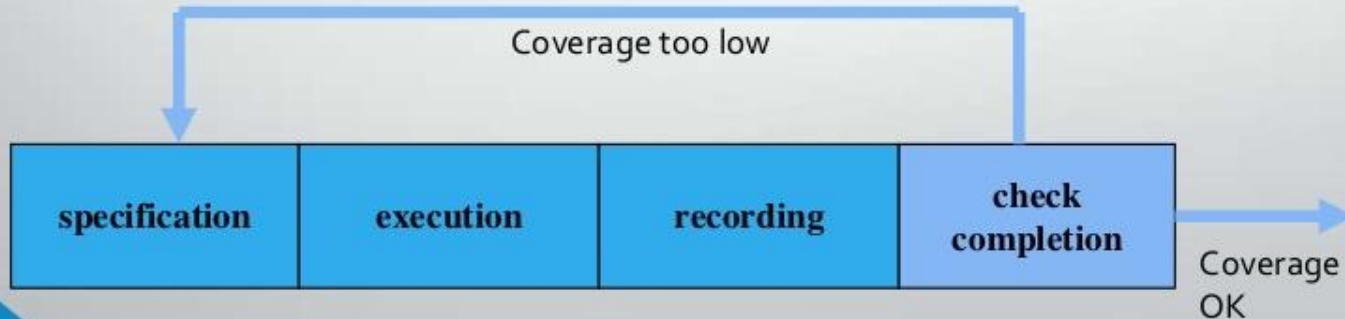 Coverage too low
specification
execution
recording
check
completion
Coverage
OK